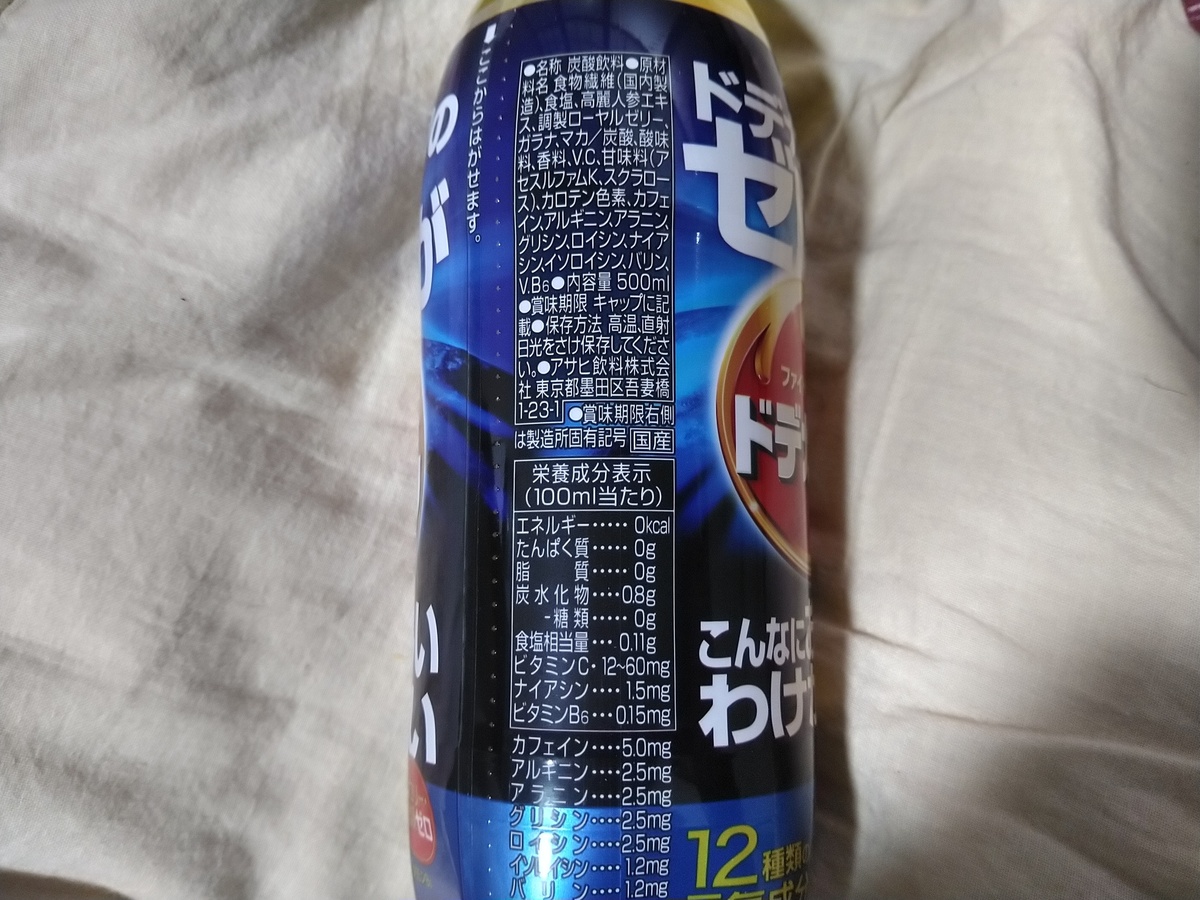 ここからはがせます。
の
が
い
い
ゼロ
●名称 炭酸飲料●原材
料名 食物繊維(国内製
造)、食塩、高麗人参エキ
ス、調製ローヤルゼリー、
ガラナ、マカ/炭酸、酸味
料、香料、V.C、甘味料(ア
セスルファムK、スクラロー
ス)、カロテン色素、カフェ
イン、アルギニン、アラニン、
グリシン、ロイシン、ナイア
シン、イソロイシン、バリン、
V.B6●内容量 500ml
●賞味期限 キャップに記
載●保存方法 高温、直射
日光をさけ保存してくださ
い。●アサヒ飲料株式会
社 東京都墨田区吾妻橋
1-23-1 ●賞味期限右側
は製造所固有記号 国産
栄養成分表示
(100ml当たり)
エネルギー‥‥‥ 0kcal
たんぱく質‥‥‥ 0g
脂質‥‥‥ 0g
炭水化物‥‥0.8g
-糖類‥‥‥ 0g
食塩相当量‥‥ 0.11g
ビタミンC・12~60mg
ナイアシン‥‥ 1.5mg
ビタミンB6‥‥0.15mg
カフェイン‥‥5.0mg
アルギニン‥‥2.5mg
アラニン‥‥2.5mg
グリシン‥‥2.5mg
ロイシン‥‥2.5mg
イソロイシン‥‥1.2mg
バリン‥‥1.2mg
ドデ
ゼ
ファイ
ドデ
こんなに
わけ
12種類の
元気成分